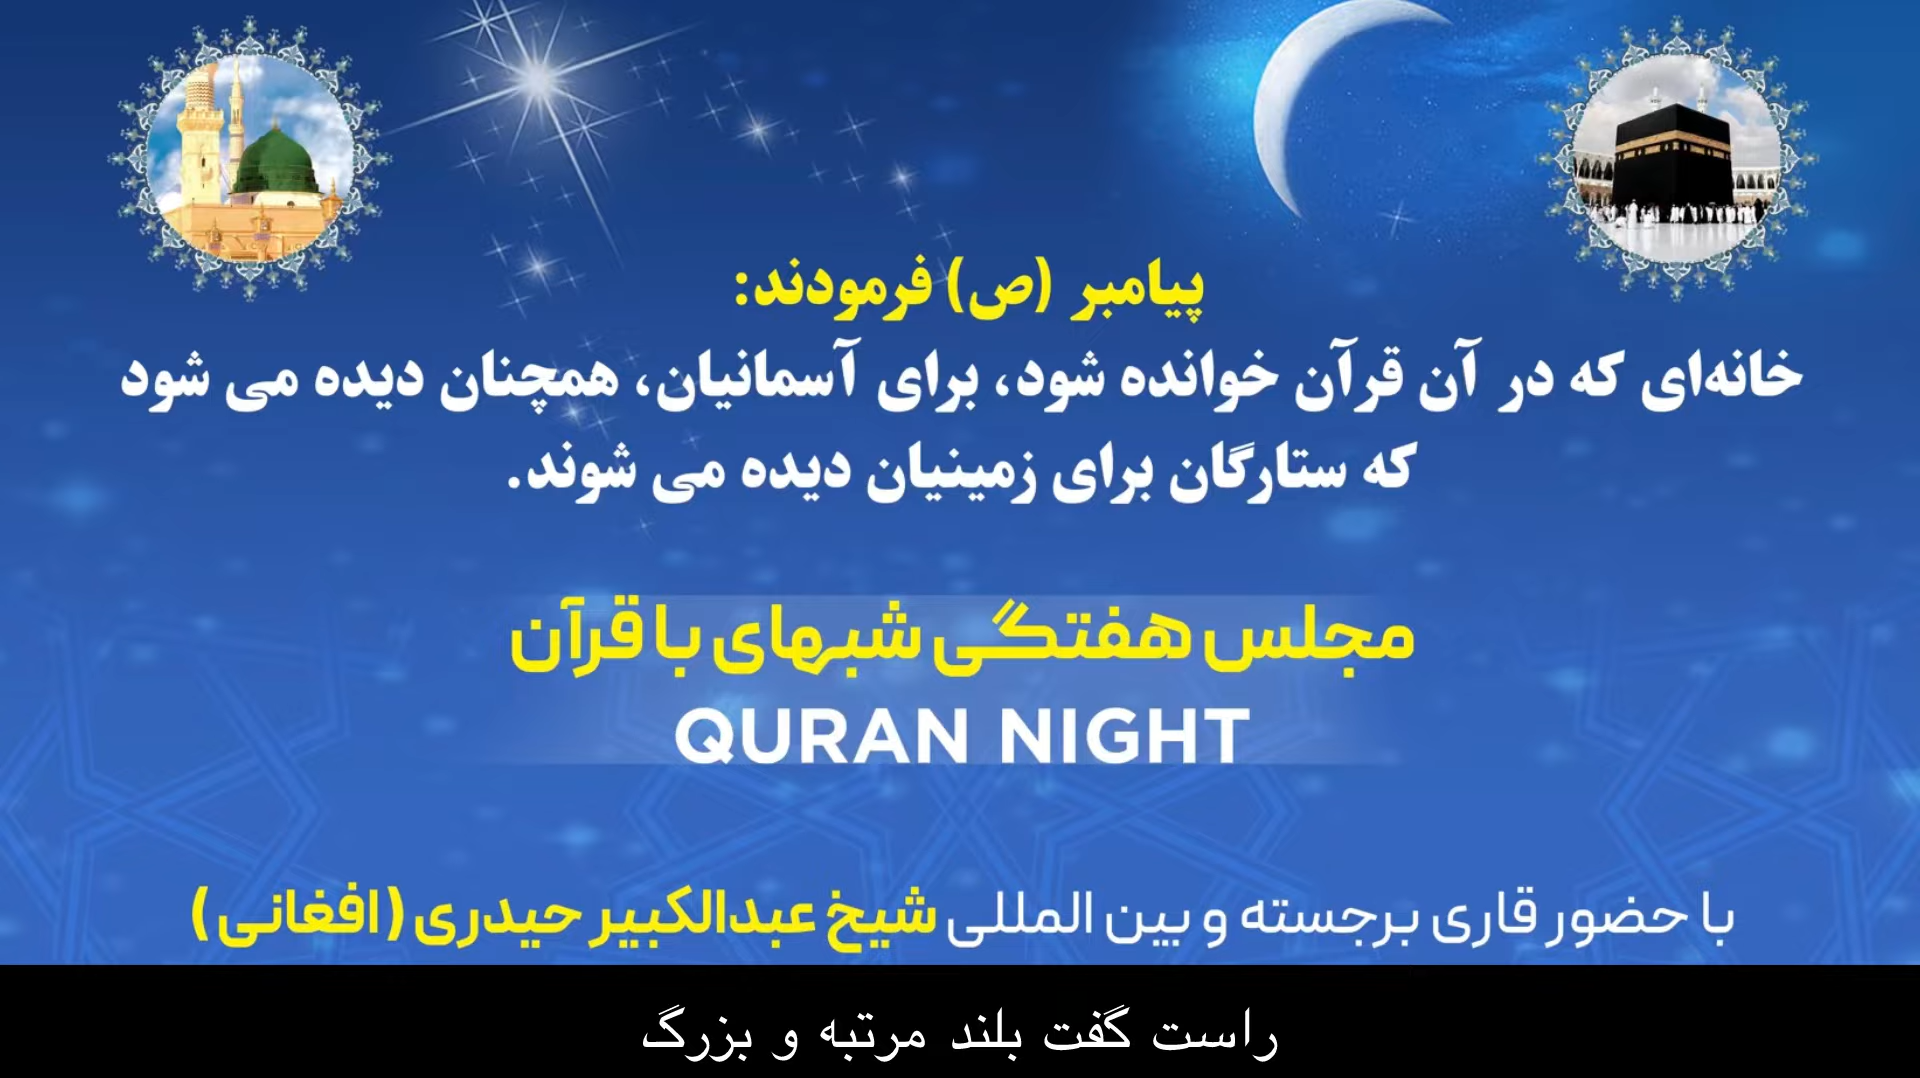 پیامبر (ص) فرمودند:
خانه‌ای که در آن قرآن خوانده شود، برای آسمانیان، همچنان دیده می شود
که ستارگان برای زمینیان دیده می شوند.
مجلس هفتگی شبهای با قرآن
QURAN NIGHT
با حضور قاری برجسته و بین المللی شیخ عبدالکبیر حیدری (افغانی)
راست گفت بلند مرتبه و بزرگ